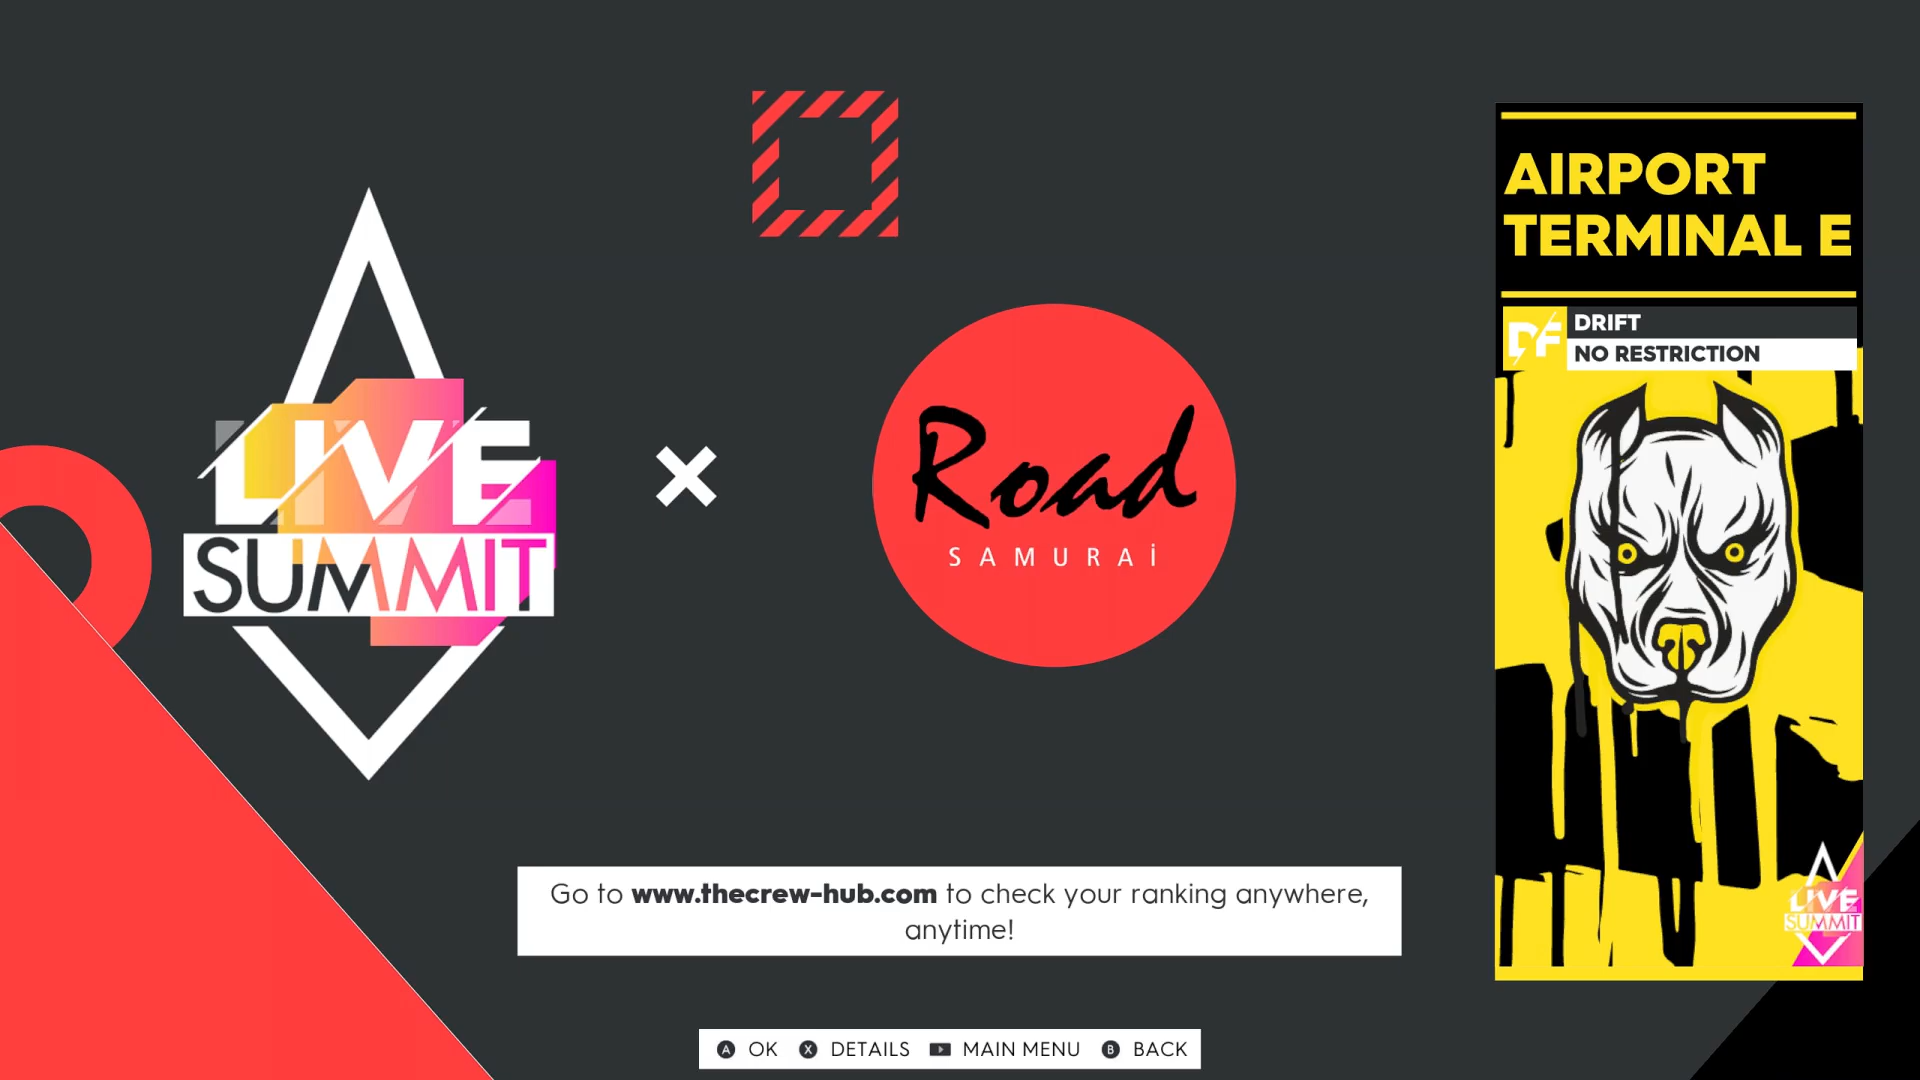 LIVE
SUMMIT
Road
SAMURAİ
AIRPORT
TERMINAL E
DF
DRIFT
NO RESTRICTION
LIVE
SUMMIT
Go to www.thecrew-hub.com to check your ranking anywhere,
anytime!
A OK X DETAILS MAIN MENU B BACK